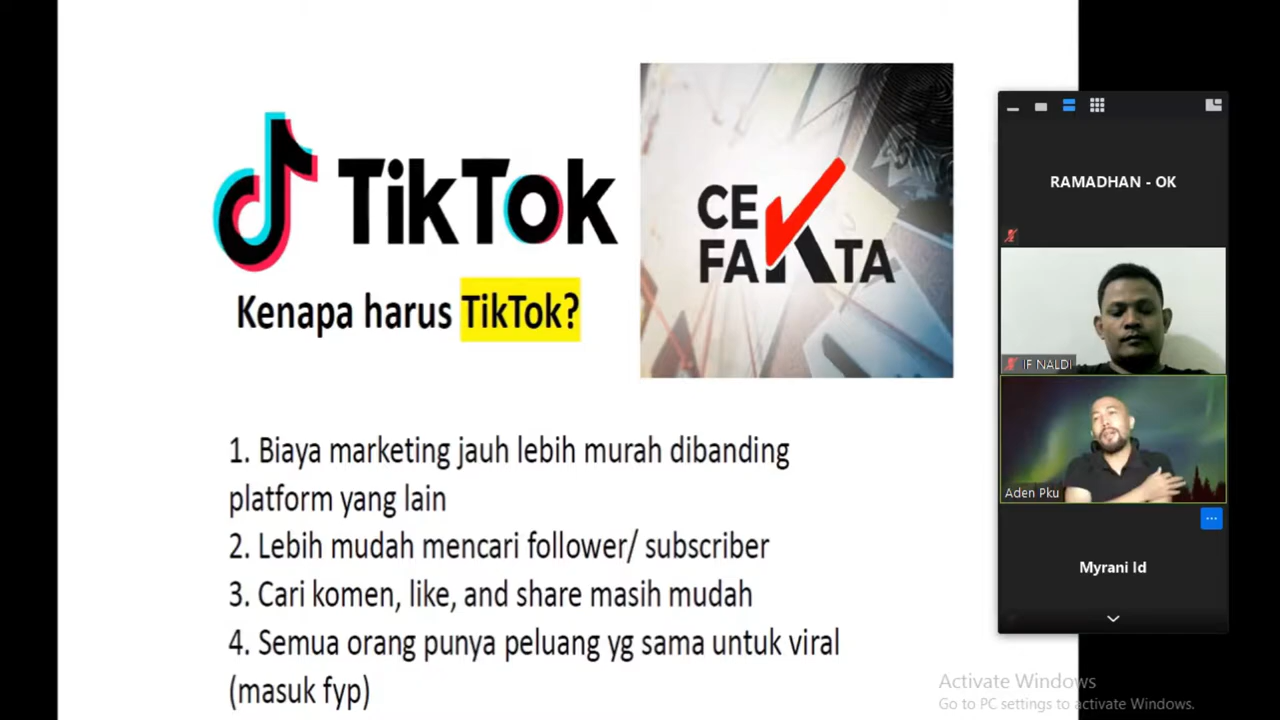 TikTok
CEK
FAKTA
Kenapa harus TikTok?
1. Biaya marketing jauh lebih murah dibanding
platform yang lain
2. Lebih mudah mencari follower/ subscriber
3. Cari komen, like, and share masih mudah
4. Semua orang punya peluang yg sama untuk viral
(masuk fyp)
RAMADHAN - OK
IF NALDI
Aden Pku
Myrani Id
Activate Windows
Go to PC settings to activate Windows.